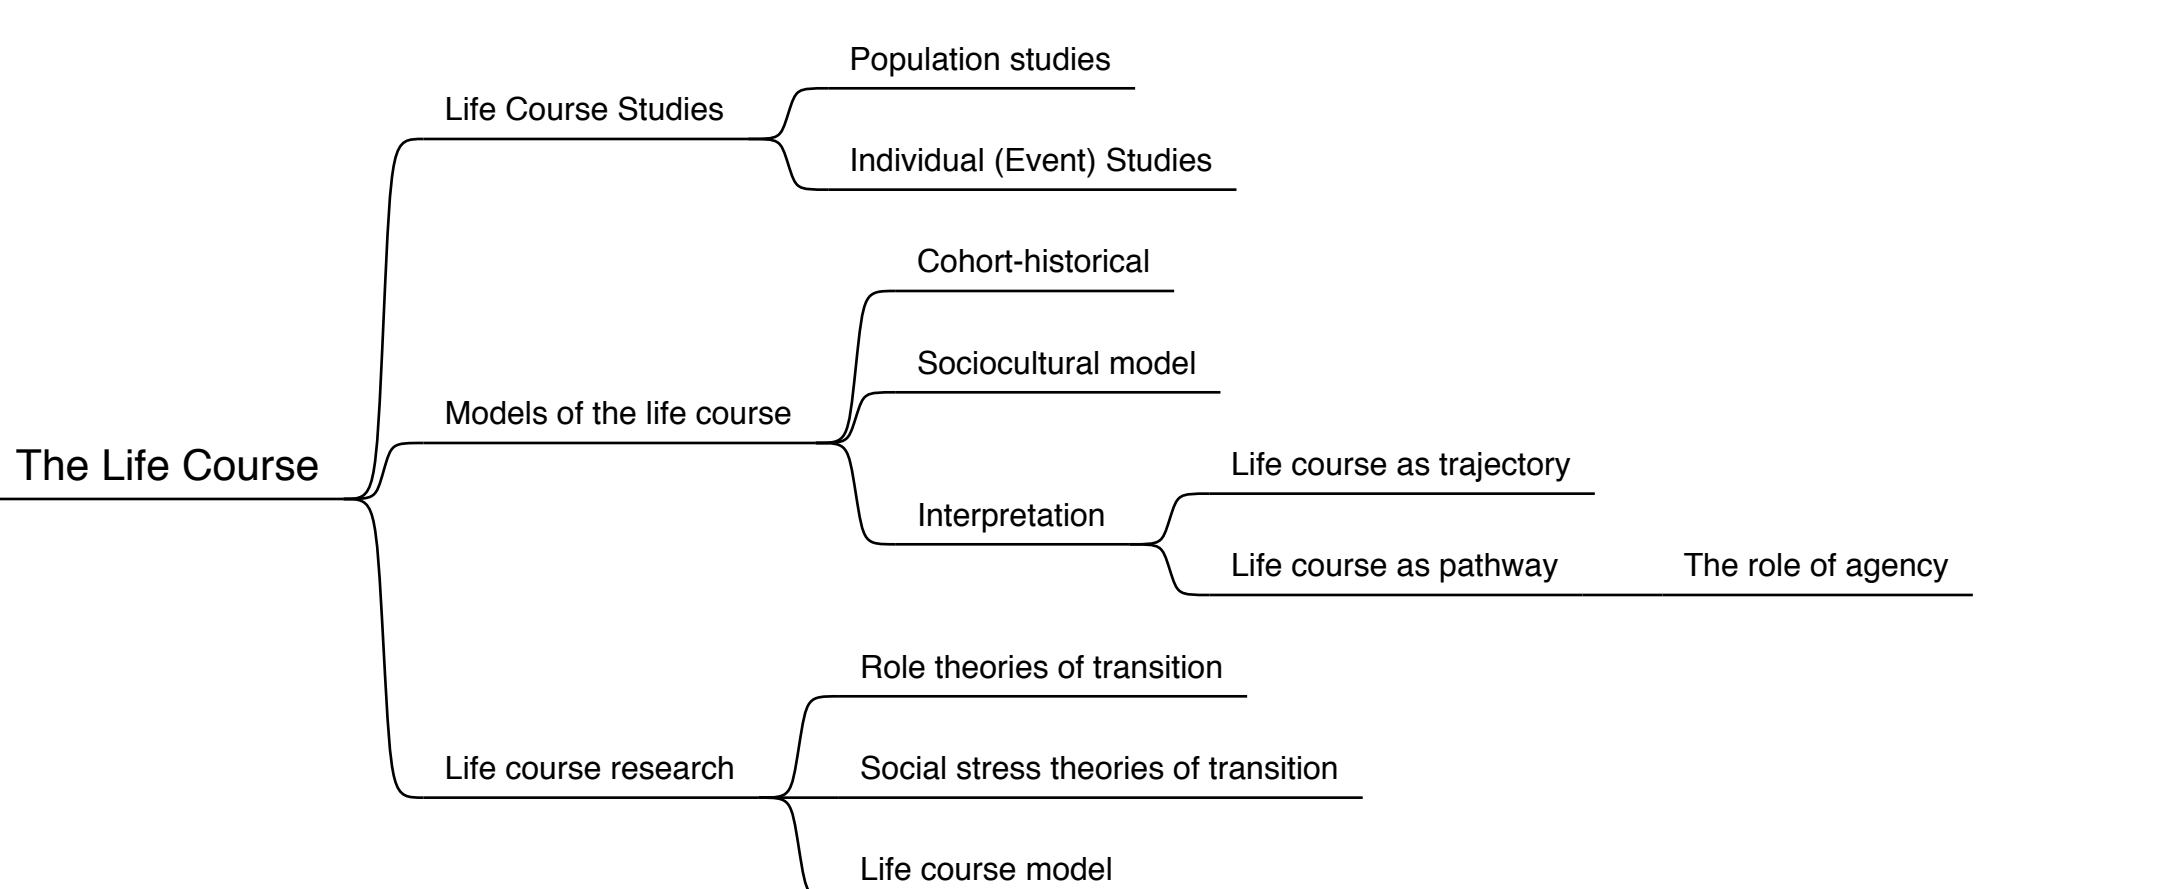 The Life Course
Life Course Studies
Population studies
Individual (Event) Studies
Models of the life course
Cohort-historical
Sociocultural model
Interpretation
Life course as trajectory
Life course as pathway
The role of agency
Life course research
Role theories of transition
Social stress theories of transition
Life course model